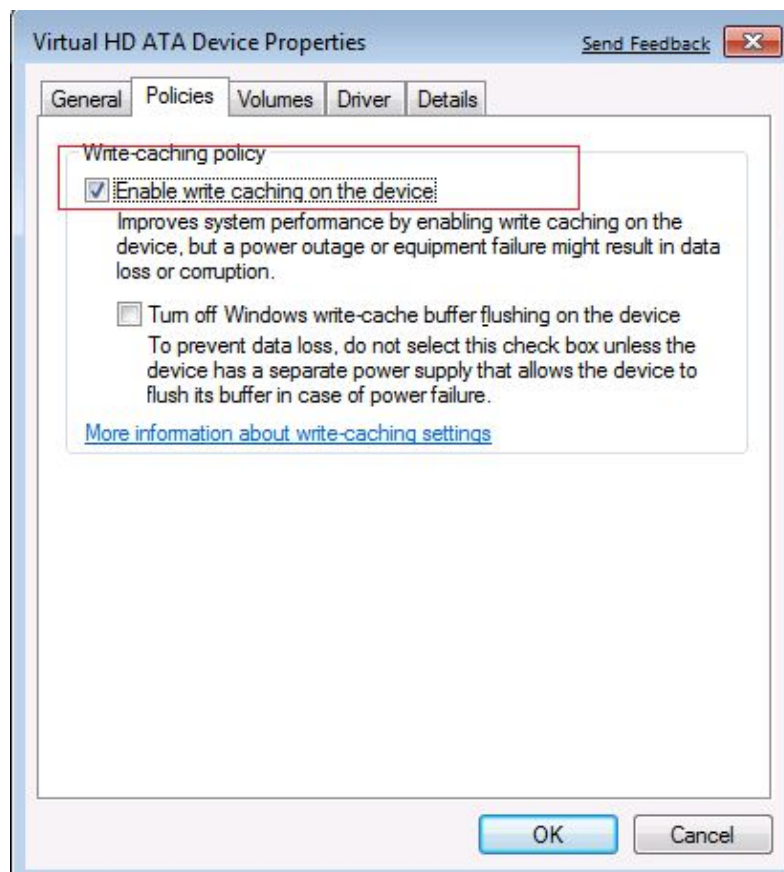 Virtual HD ATA Device Properties Send Feedback
General Policies Volumes Driver Details
Write-caching policy
Enable write caching on the device
Improves system performance by enabling write caching on the
device, but a power outage or equipment failure might result in data
loss or corruption.
Turn off Windows write-cache buffer flushing on the device
To prevent data loss, do not select this check box unless the
device has a separate power supply that allows the device to
flush its buffer in case of power failure.
More information about write-caching settings
OK Cancel